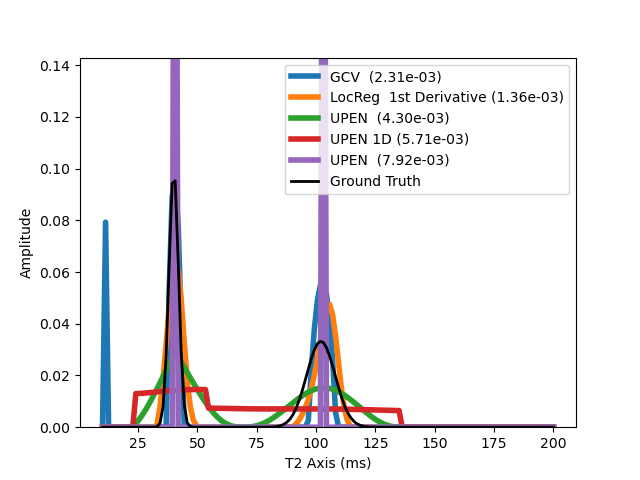 0.14
0.12
0.10
0.08
0.06
0.04
0.02
0.00
Amplitude
GCV  (2.31e-03)
LocReg  1st Derivative (1.36e-03)
UPEN  (4.30e-03)
UPEN 1D (5.71e-03)
UPEN  (7.92e-03)
Ground Truth
25 50 75 100 125 150 175 200
T2 Axis (ms)